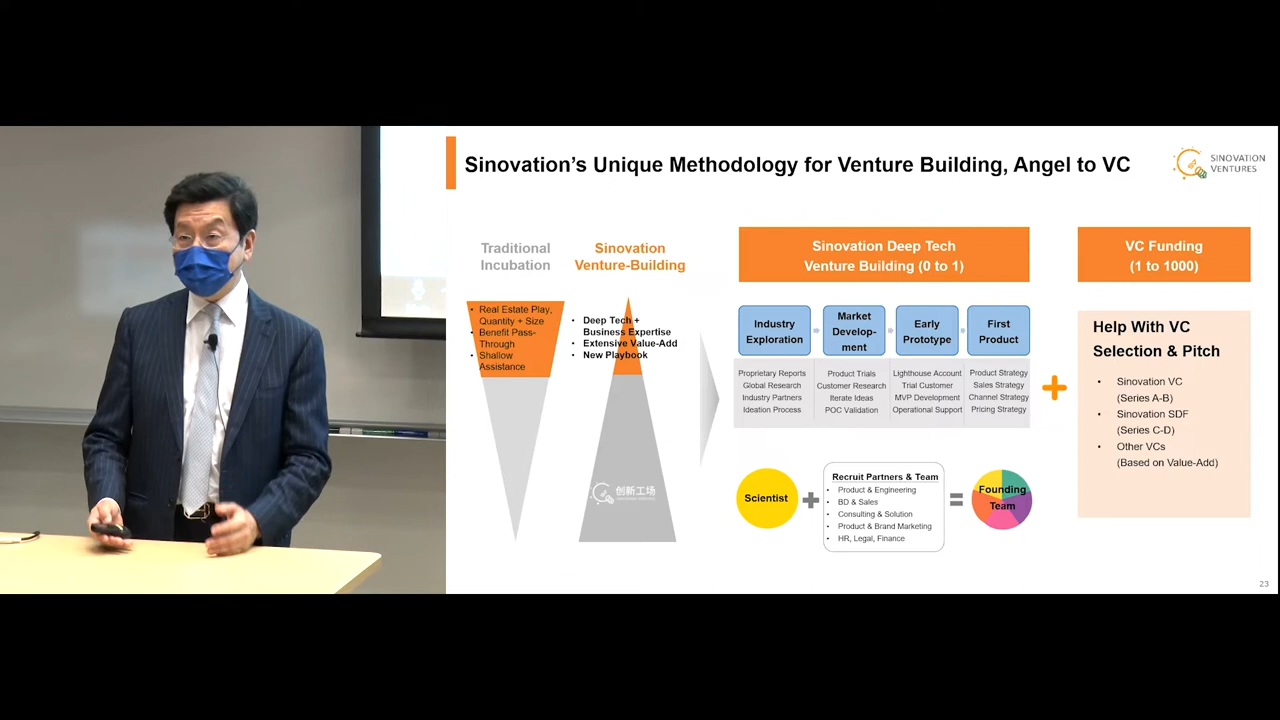 Sinovation's Unique Methodology for Venture Building, Angel to VC
SINOVATION
VENTURES
Traditional
Incubation
Sinovation
Venture-Building
• Real Estate Play,
Quantity + Size
• Benefit Pass-
Through
• Shallow
Assistance
• Deep Tech +
Business Expertise
• Extensive Value-Add
• New Playbook
创新工场
Sinovation Deep Tech
Venture Building (0 to 1)
Industry
Exploration
Market
Develop-
ment
Early
Prototype
First
Product
Proprietary Reports
Global Research
Industry Partners
Ideation Process
Product Trials
Customer Research
Iterate Ideas
POC Validation
Lighthouse Account
Trial Customer
MVP Development
Operational Support
Product Strategy
Sales Strategy
Channel Strategy
Pricing Strategy
Scientist
+
Recruit Partners & Team
• Product & Engineering
• BD & Sales
• Consulting & Solution
• Product & Brand Marketing
• HR, Legal, Finance
=
Founding
Team
+
VC Funding
(1 to 1000)
Help With VC
Selection & Pitch
• Sinovation VC
(Series A-B)
• Sinovation SDF
(Series C-D)
• Other VCs
(Based on Value-Add)
23